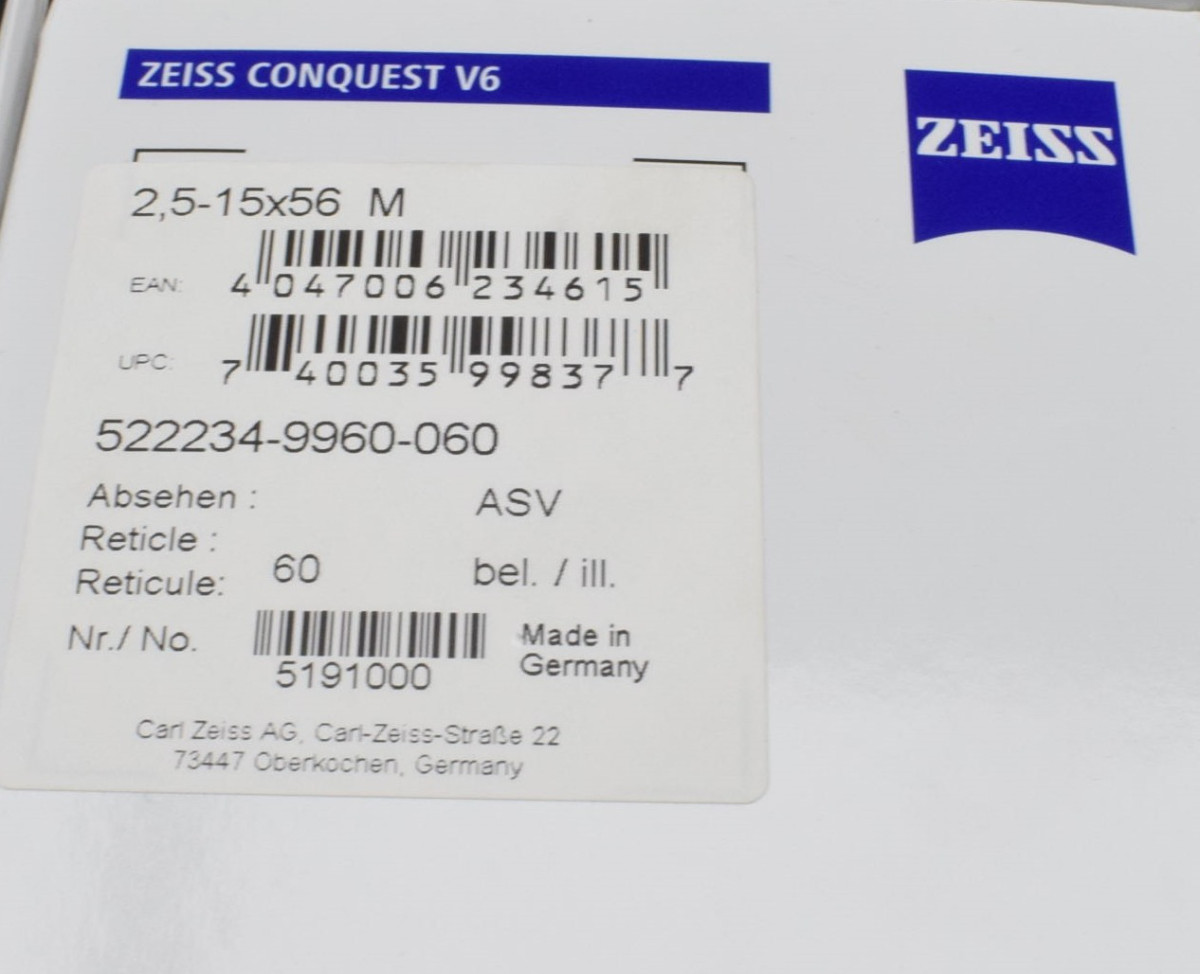 ZEISS CONQUEST V6
ZEISS
2,5-15x56 M
EAN: 4 047006 234615
UPC: 7 40035 99837 7
522234-9960-060
Absehen : ASV
Reticle :
Reticule: 60 bel. / ill.
Nr./ No. 5191000
Made in
Germany
Carl Zeiss AG, Carl-Zeiss-Straße 22
73447 Oberkochen, Germany